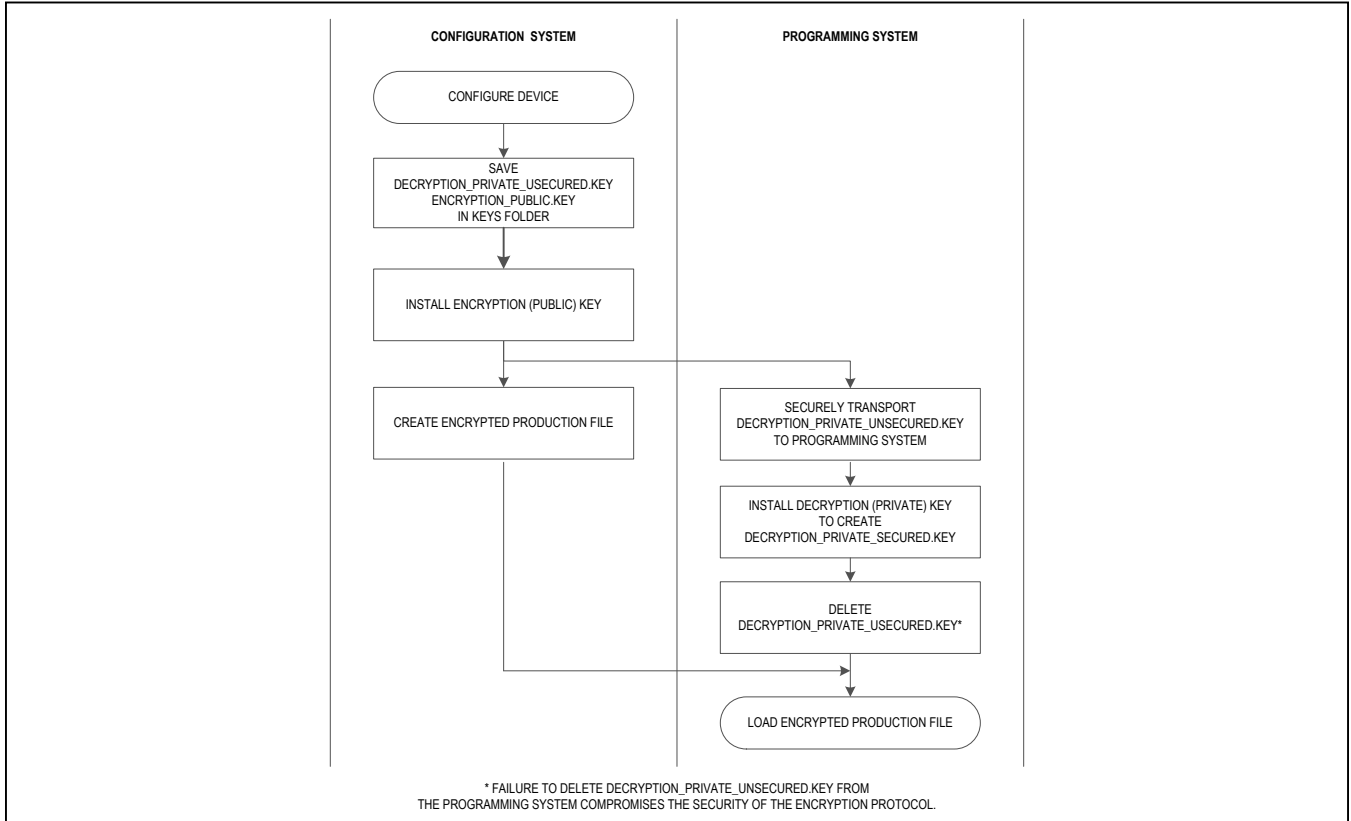 CONFIGURATION SYSTEM
PROGRAMMING SYSTEM
CONFIGURE DEVICE
SAVE
DECRYPTION_PRIVATE_USECURED.KEY
ENCRYPTION_PUBLIC.KEY
IN KEYS FOLDER
INSTALL ENCRYPTION (PUBLIC) KEY
CREATE ENCRYPTED PRODUCTION FILE
SECURELY TRANSPORT
DECRYPTION_PRIVATE_UNSECURED.KEY
TO PROGRAMMING SYSTEM
INSTALL DECRYPTION (PRIVATE) KEY
TO CREATE
DECRYPTION_PRIVATE_SECURED.KEY
DELETE
DECRYPTION_PRIVATE_USECURED.KEY*
LOAD ENCRYPTED PRODUCTION FILE
* FAILURE TO DELETE DECRYPTION_PRIVATE_UNSECURED.KEY FROM
THE PROGRAMMING SYSTEM COMPROMISES THE SECURITY OF THE ENCRYPTION PROTOCOL.